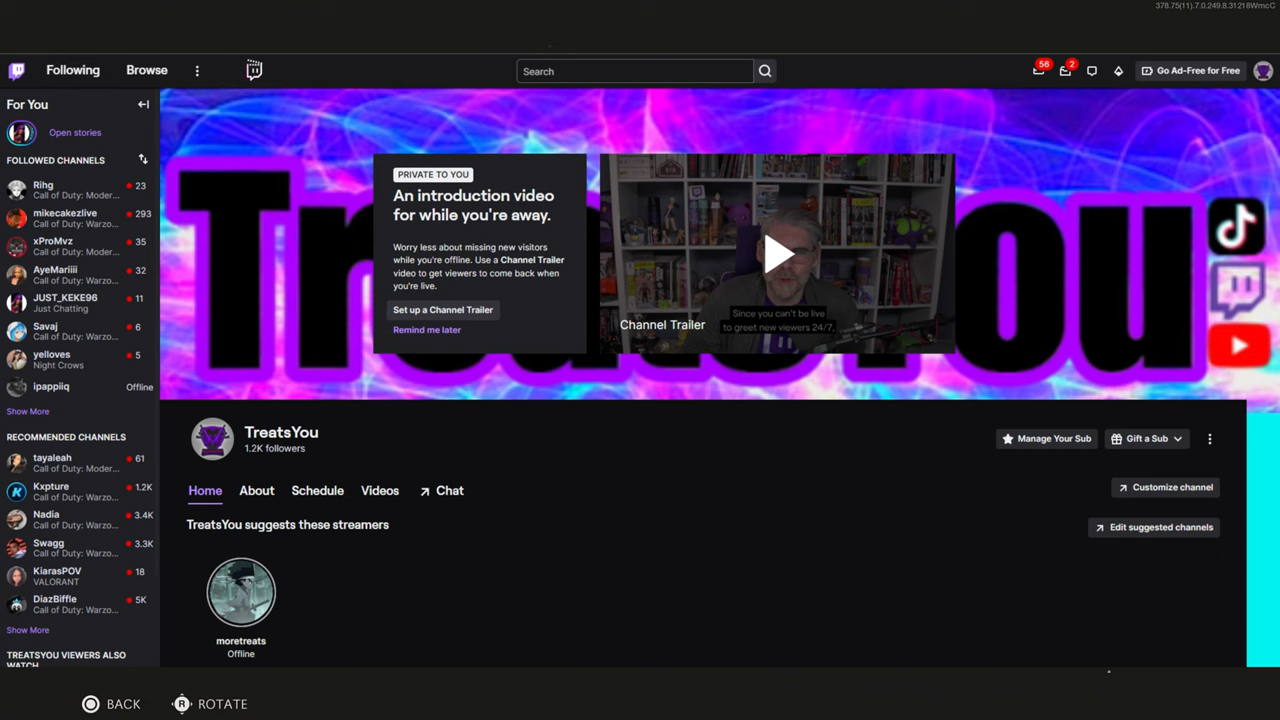 378.75(11).7.0.249.8.31218WmcC
Following
Browse
Search
56
2
Go Ad-Free for Free
For You
Open stories
FOLLOWED CHANNELS
Rihg
23
Call of Duty: Moder...
mikecakezlive
293
Call of Duty: Warzo...
xProMvz
35
Call of Duty: Warzo...
AyeMariiii
32
Call of Duty: Warzo...
JUST_KEKE96
11
Just Chatting
Savaj
6
Call of Duty: Warzo...
yelloves
5
Night Crows
ipappiiq
Offline
Show More
RECOMMENDED CHANNELS
tayaleah
61
Call of Duty: Moder...
Kxpture
1.2K
Call of Duty: Warzo...
Nadia
3.4K
Call of Duty: Warzo...
Swagg
3.3K
Call of Duty: Warzo...
KiarasPOV
18
VALORANT
DiazBiffle
5K
Call of Duty: Warzo...
Show More
TREATSYOU VIEWERS ALSO
WATCH
TreatsYou
PRIVATE TO YOU
An introduction video
for while you're away.
Worry less about missing new visitors
while you're offline. Use a Channel Trailer
video to get viewers to come back when
you're live.
Set up a Channel Trailer
Remind me later
Channel Trailer
Since you can't be live
to greet new viewers 24/7,
TreatsYou
1.2K followers
Manage Your Sub
Gift a Sub
Home
About
Schedule
Videos
Chat
Customize channel
TreatsYou suggests these streamers
Edit suggested channels
moretreats
Offline
BACK
R
ROTATE